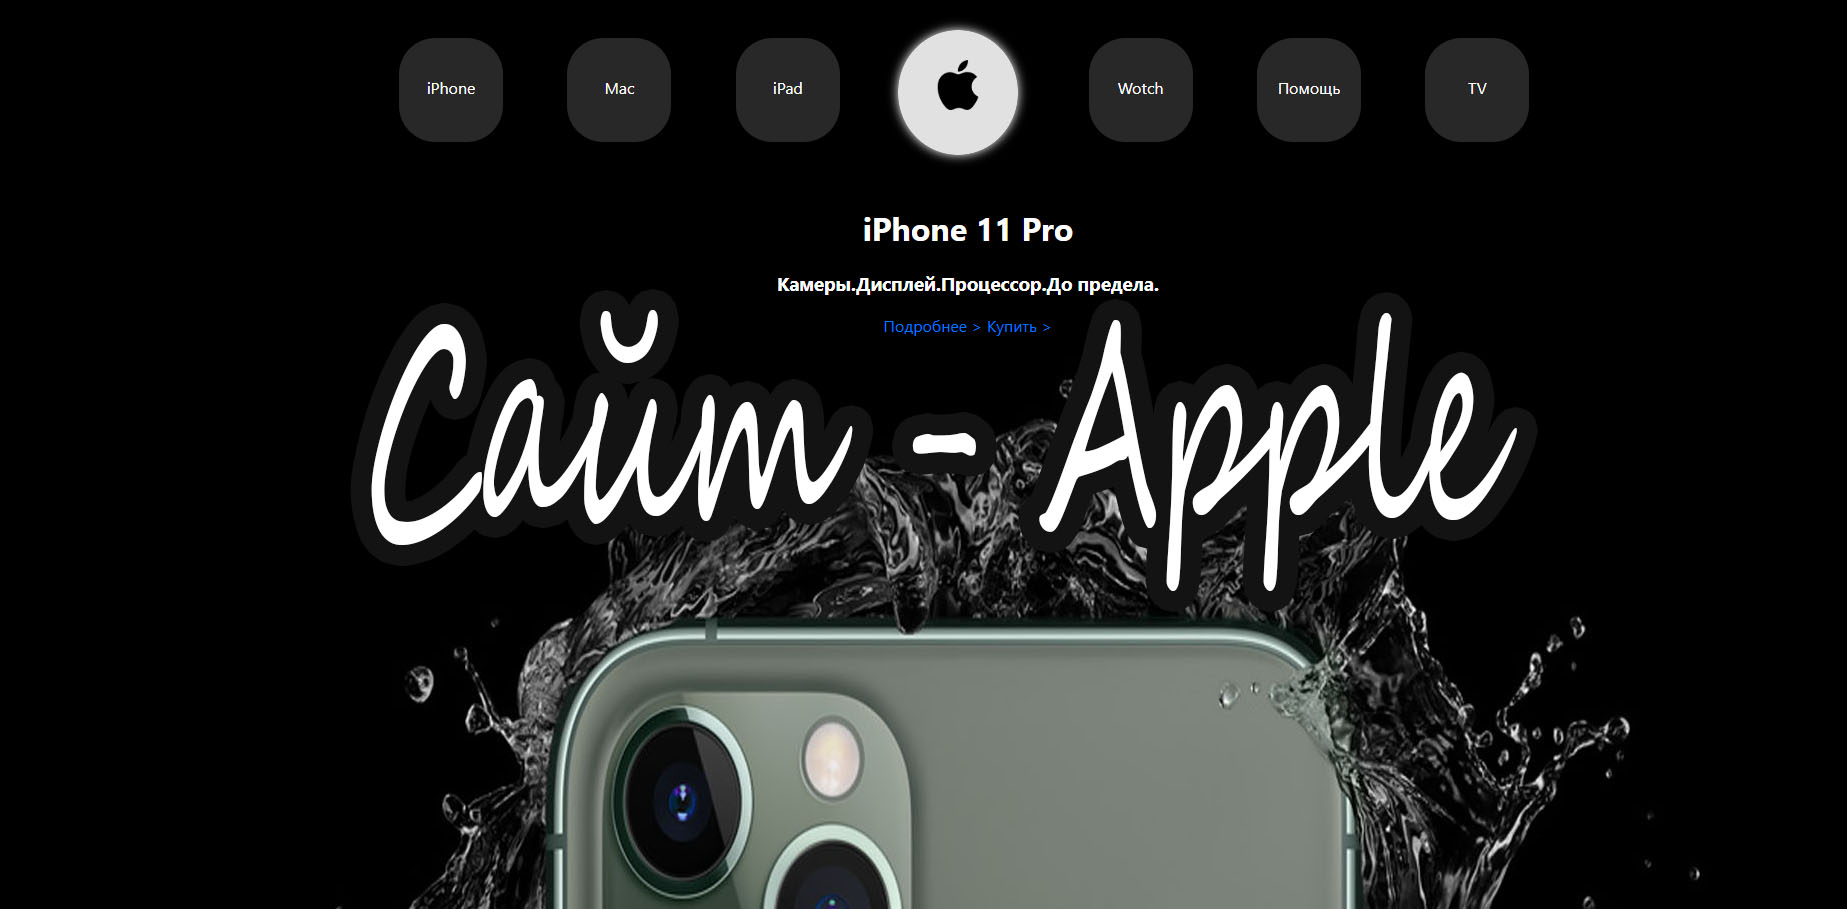 iPhone Mac iPad Wotch Помощь TV
iPhone 11 Pro
Камеры.Дисплей.Процессор.До предела.
Подробнее > Купить >
Сайт - Apple